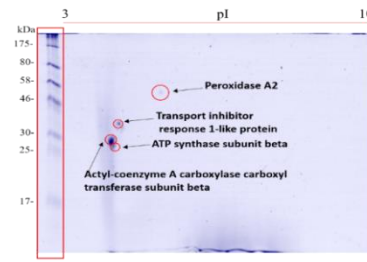 3 pI 10
kDa
175-
80-
58-
46-
30-
25-
17-
Peroxidase A2
Transport inhibitor
response 1-like protein
ATP synthase subunit beta
Actyl-coenzyme A carboxylase carboxyl
transferase subunit beta